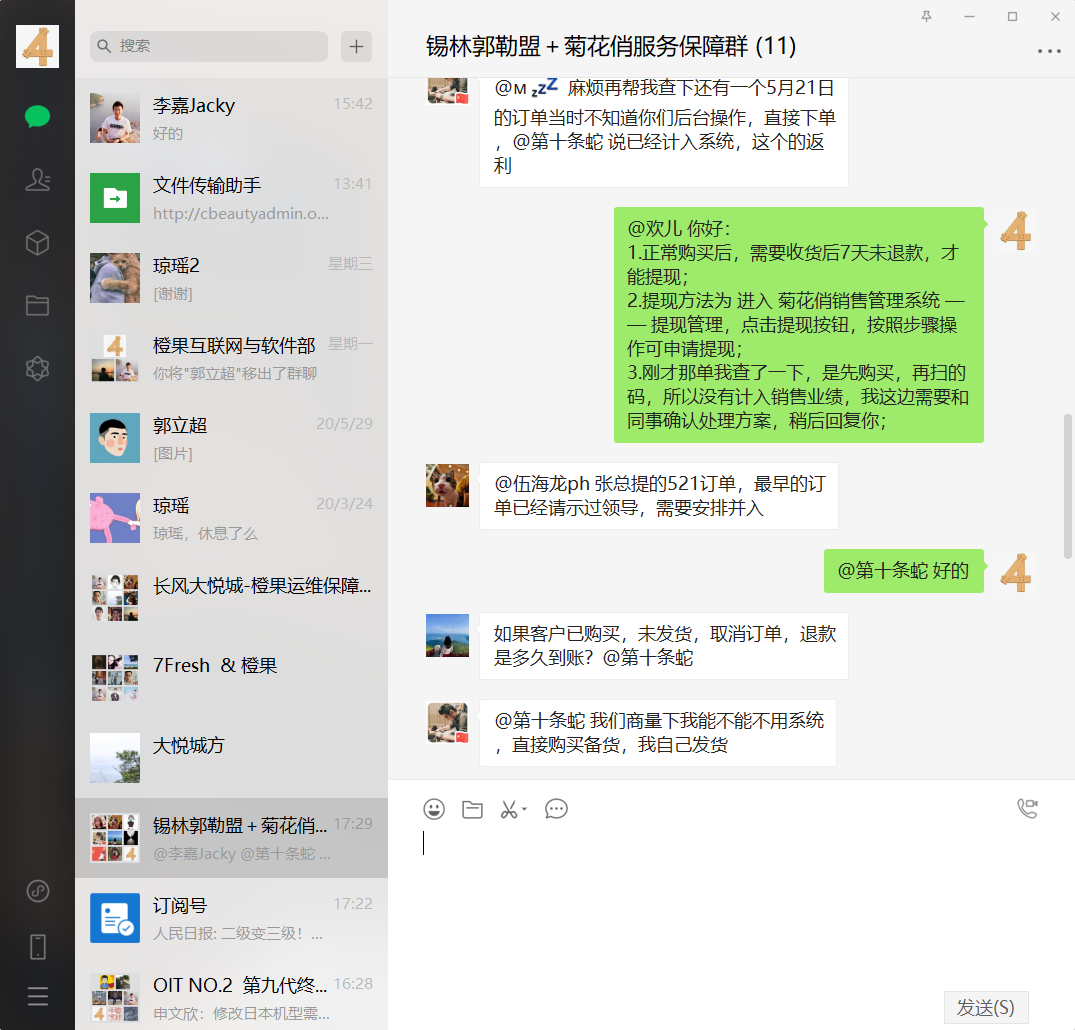 搜索
李嘉Jacky 15:42
好的
文件传输助手 13:41
http://cbeautyadmin.o...
琼瑶2 星期三
[谢谢]
橙果互联网与软件部 星期一
你将"郭立超"移出了群聊
郭立超 20/5/29
[图片]
琼瑶 20/3/24
琼瑶，休息了么
长风大悦城-橙果运维保障...
7Fresh & 橙果
大悦城方
锡林郭勒盟＋菊花俏... 17:29
@李嘉Jacky @第十条蛇 ...
订阅号 17:22
人民日报: 二级变三级！...
OIT NO.2 第九代终... 16:28
申文欣：修改日本机型需...
锡林郭勒盟＋菊花俏服务保障群 (11)
@м 💤 麻烦再帮我查下还有一个5月21日
的订单当时不知道你们后台操作，直接下单
，@第十条蛇 说已经计入系统，这个的返
利
@欢儿 你好：
1.正常购买后，需要收货后7天未退款，才
能提现；
2.提现方法为 进入 菊花俏销售管理系统 —
— 提现管理，点击提现按钮，按照步骤操
作可申请提现；
3.刚才那单我查了一下，是先购买，再扫的
码，所以没有计入销售业绩，我这边需要和
同事确认处理方案，稍后回复你；
@伍海龙ph 张总提的521订单，最早的订
单已经请示过领导，需要安排并入
@第十条蛇 好的
如果客户已购买，未发货，取消订单，退款
是多久到账？@第十条蛇
@第十条蛇 我们商量下我能不能不用系统
，直接购买备货，我自己发货
发送(S)